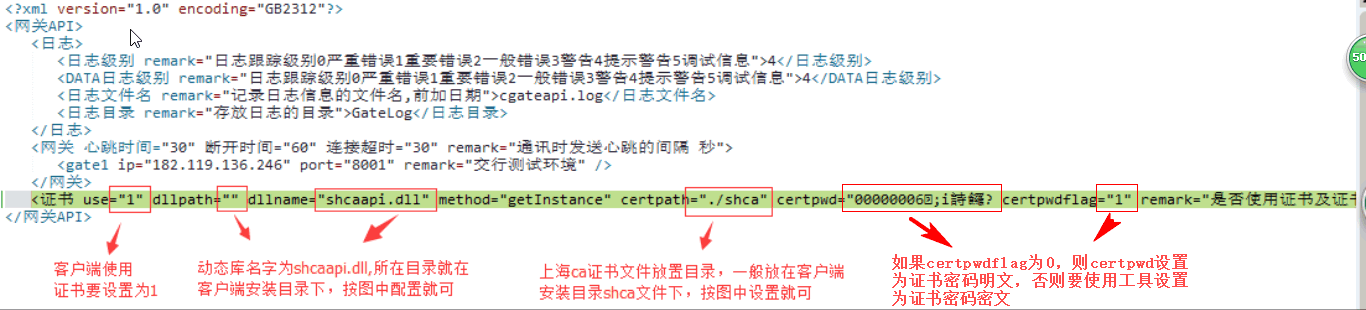 <?xml version="1.0" encoding="GB2312"?>
<网关API>
<日志>
<日志级别 remark="日志跟踪级别0严重错误1重要错误2一般错误3警告4提示警告5调试信息">4</日志级别>
<DATA日志级别 remark="日志跟踪级别0严重错误1重要错误2一般错误3警告4提示警告5调试信息">4</DATA日志级别>
<日志文件名 remark="记录日志信息的文件名,前加日期">cgateapi.log</日志文件名>
<日志目录 remark="存放日志的目录">GateLog</日志目录>
</日志>
<网关 心跳时间="30" 断开时间="60" 连接超时="30" remark="通讯时发送心跳的间隔 秒">
<gate1 ip="182.119.136.246" port="8001" remark="交行测试环境" />
</网关>
<证书 use="1" dllpath="" dllname="shcaapi.dll" method="getInstance" certpath="./shca" certpwd="00000006;i詩鑼?" certpwdflag="1" remark="是否使用证书及证书
</网关API>
客户端使用
证书要设置为1
动态库名字为shcaapi.dll,所在目录就在
客户端安装目录下，按图中配置就可
上海ca证书文件放置目录，一般放在客户端
安装目录shca文件下，按图中设置就可
如果certpwdflag为0，则certpwd设置
为证书密码明文，否则要使用工具设置
为证书密码密文
50